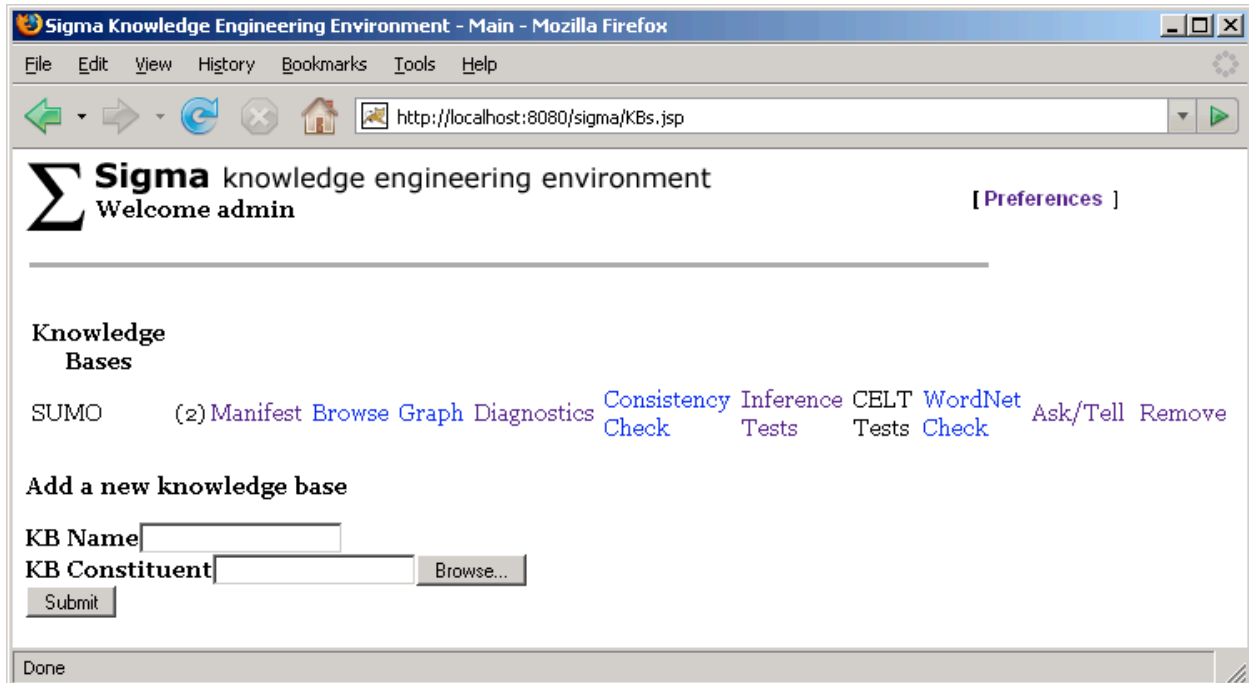 Sigma Knowledge Engineering Environment - Main - Mozilla Firefox
File Edit View History Bookmarks Tools Help
http://localhost:8080/sigma/KBs.jsp
Σ Sigma knowledge engineering environment
Welcome admin
[ Preferences ]
Knowledge
Bases
SUMO (2) Manifest Browse Graph Diagnostics Consistency Check Inference Tests CELT Tests WordNet Check Ask/Tell Remove
Add a new knowledge base
KB Name
KB Constituent Browse...
Submit
Done